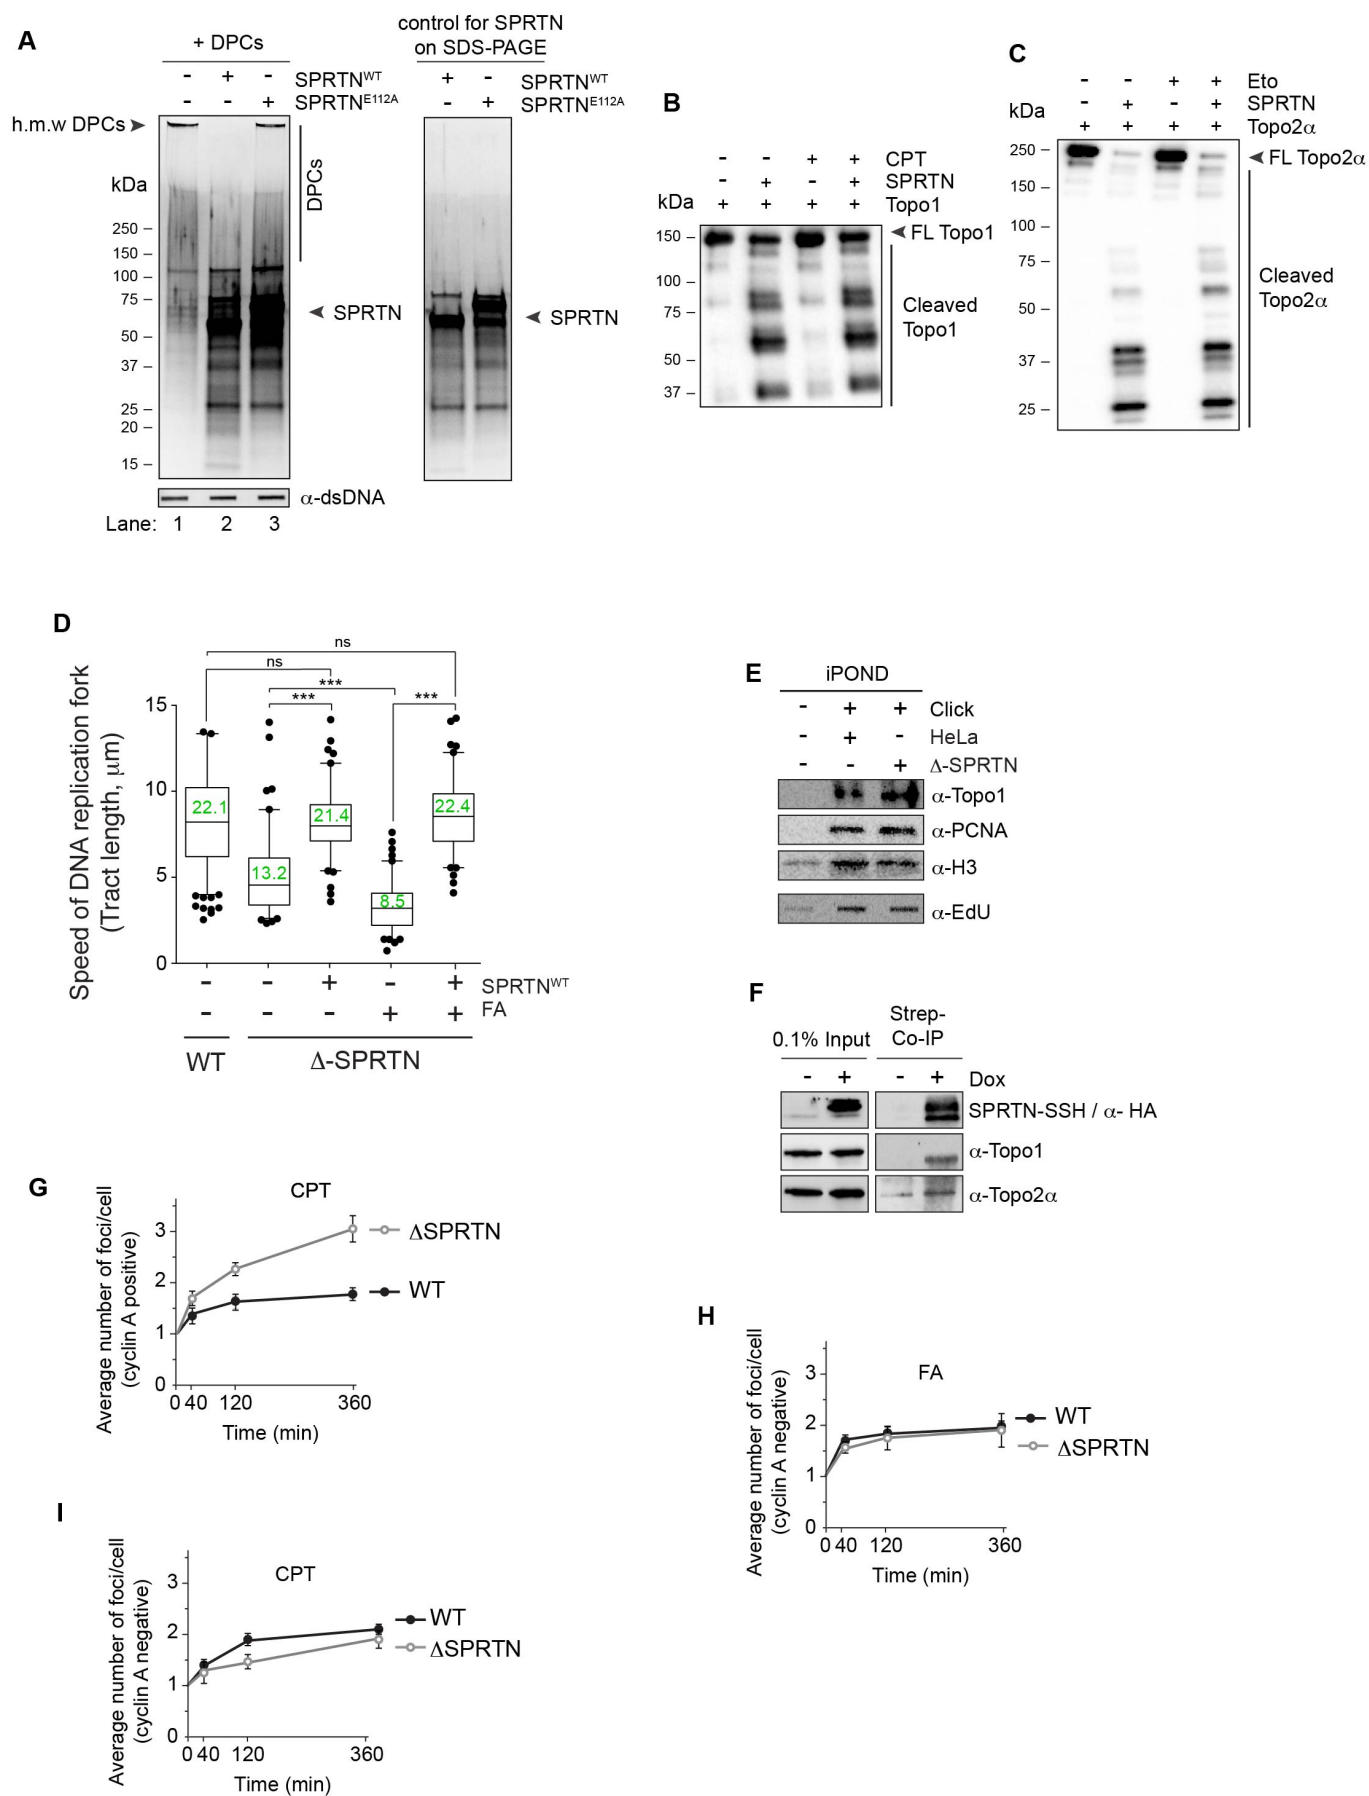 A
+ DPCs
- + - SPRTNWT
- - + SPRTNE112A
h.m.w DPCs
kDa
250
150
100
75
50
37
25
20
15
DPCs
SPRTN
α-dsDNA
Lane: 1 2 3
control for SPRTN
on SDS-PAGE
+ - SPRTNWT
- + SPRTNE112A
SPRTN
B
- - + + CPT
- + - + SPRTN
kDa + + + + Topo1
150
100
75
50
37
FL Topo1
Cleaved
Topo1
C
- - + + Eto
- + - + SPRTN
kDa
+ + + + Topo2α
250
150
100
75
50
37
25
FL Topo2α
Cleaved
Topo2α
D
Speed of DNA replication fork
(Tract length, μm)
ns
ns
***
*** ***
15
10
5
0
22.1
13.2
21.4
8.5
22.4
- - + - + SPRTNWT
- - - + + FA
WT
Δ-SPRTN
E
iPOND
- + + Click
- + - HeLa
- - + Δ-SPRTN
α-Topo1
α-PCNA
α-H3
α-EdU
F
0.1% Input
Strep-
Co-IP
- + - + Dox
SPRTN-SSH / α- HA
α-Topo1
α-Topo2α
G
CPT
Average number of foci/cell
(cyclin A positive)
3
2
1
0
0 40 120 360
Time (min)
ΔSPRTN
WT
H
FA
Average number of foci/cell
(cyclin A negative)
3
2
1
0
0 40 120 360
Time (min)
WT
ΔSPRTN
I
CPT
Average number of foci/cell
(cyclin A negative)
3
2
1
0
0 40 120 360
Time (min)
WT
ΔSPRTN